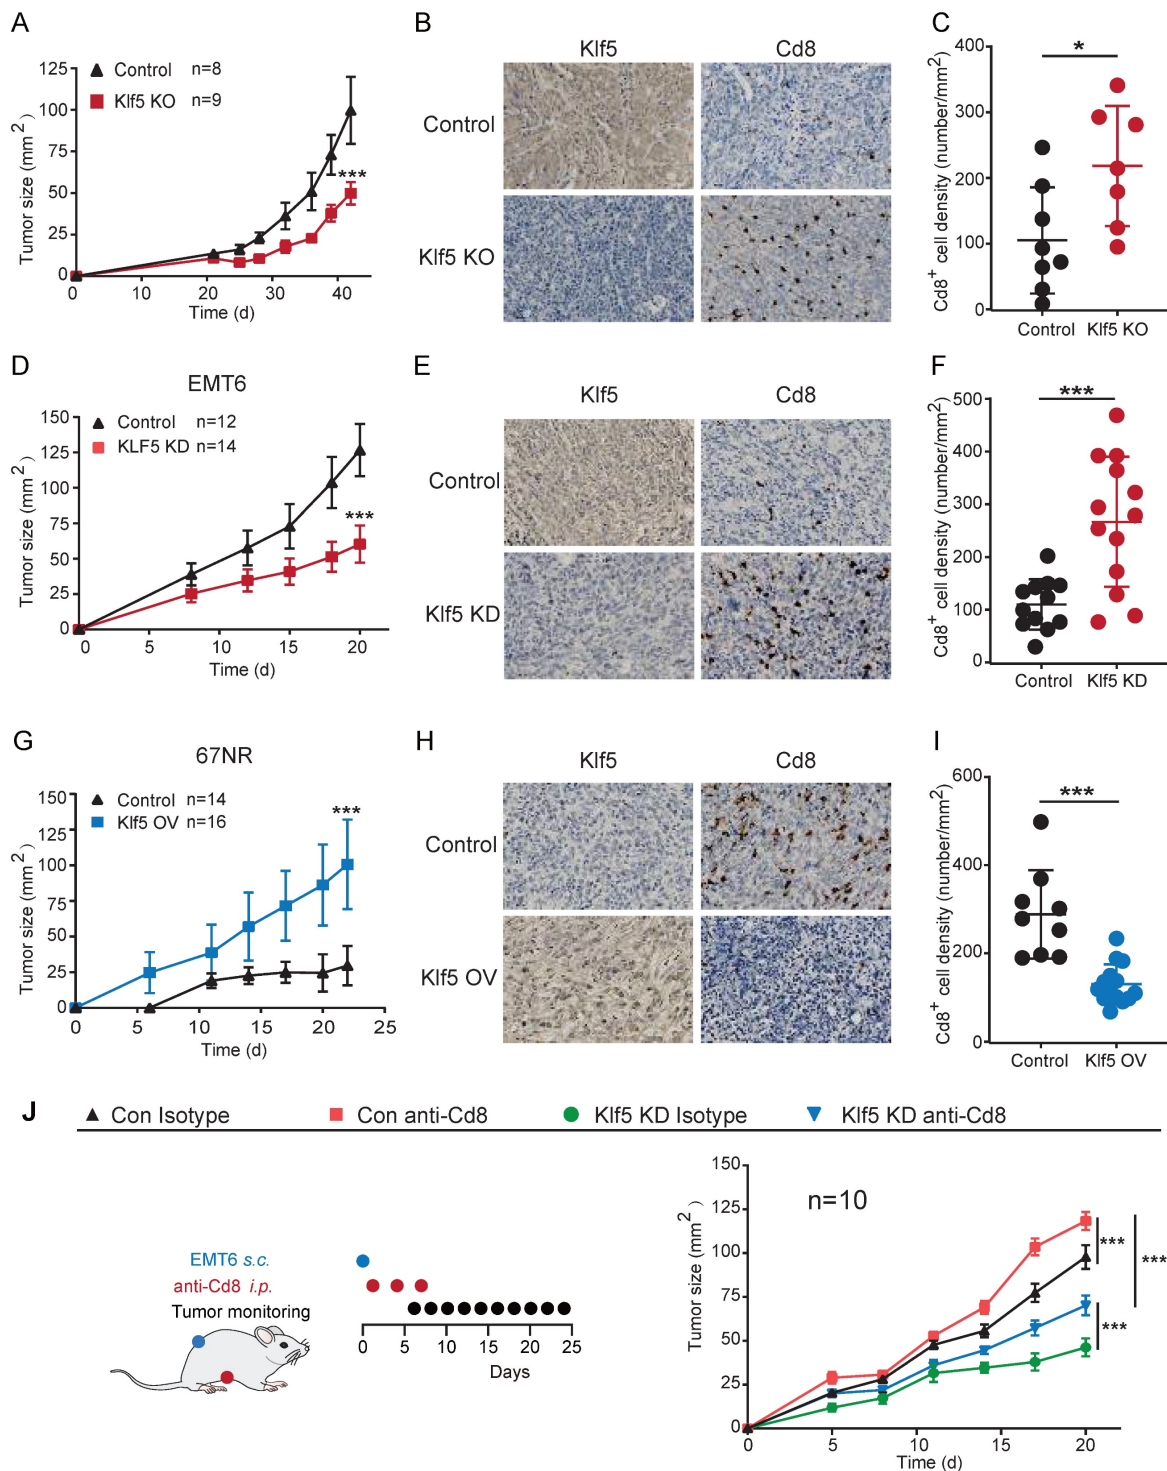 A
Control n=8
Klf5 KO n=9
Tumor size (mm²)
125
100
75
50
25
0
***
0 10 20 30 40
Time (d)
B
Klf5 Cd8
Control
Klf5 KO
C
Cd8⁺ cell density (number/mm²)
400
300
200
100
0
*
Control Klf5 KO
D
EMT6
Control n=12
KLF5 KD n=14
Tumor size (mm²)
150
125
100
75
50
25
0
***
0 5 10 15 20
Time (d)
E
Klf5 Cd8
Control
Klf5 KD
F
Cd8⁺ cell density (number/mm²)
500
400
300
200
100
0
***
Control Klf5 KD
G
67NR
Control n=14
Klf5 OV n=16
Tumor size (mm²)
150
125
100
75
50
25
0
***
0 5 10 15 20 25
Time (d)
H
Klf5 Cd8
Control
Klf5 OV
I
Cd8⁺ cell density (number/mm²)
600
400
200
0
***
Control Klf5 OV
J
Con Isotype Con anti-Cd8 Klf5 KD Isotype Klf5 KD anti-Cd8
EMT6 s.c.
anti-Cd8 i.p.
Tumor monitoring
0 5 10 15 20 25
Days
n=10
Tumor size (mm²)
150
125
100
75
50
25
0
***
***
***
0 5 10 15 20
Time (d)